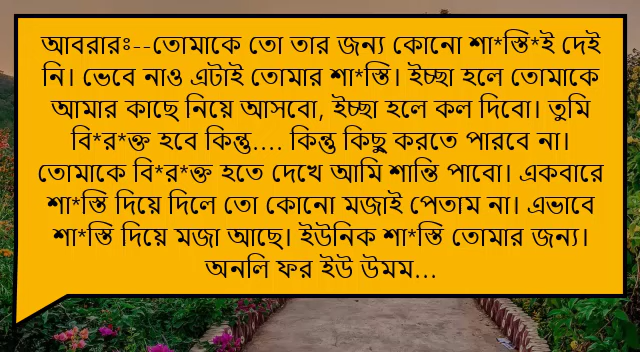 আবরারঃ--তোমাকে তো তার জন্য কোনো শা*স্তি*ই দেই
নি। ভেবে নাও এটাই তোমার শা*স্তি। ইচ্ছা হলে তোমাকে
আমার কাছে নিয়ে আসবো, ইচ্ছা হলে কল দিবো। তুমি
বি*র*ক্ত হবে কিন্তু.... কিন্তু কিছু করতে পারবে না।
তোমাকে বি*র*ক্ত হতে দেখে আমি শান্তি পাবো। একবারে
শা*স্তি দিয়ে দিলে তো কোনো মজাই পেতাম না। এভাবে
শা*স্তি দিয়ে মজা আছে। ইউনিক শা*স্তি তোমার জন্য।
অনলি ফর ইউ উমম...